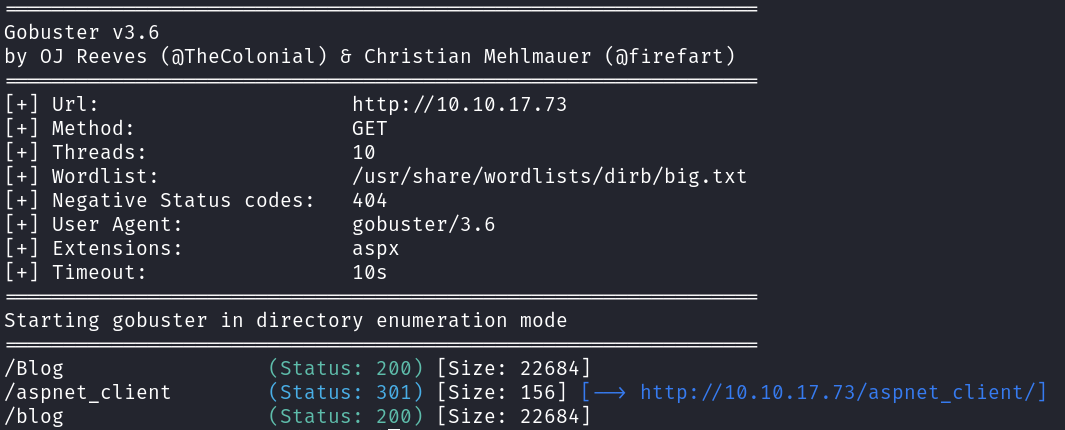 ===============================================================
Gobuster v3.6
by OJ Reeves (@TheColonial) & Christian Mehlmauer (@firefart)
===============================================================
[+] Url:                     http://10.10.17.73
[+] Method:                  GET
[+] Threads:                 10
[+] Wordlist:                /usr/share/wordlists/dirb/big.txt
[+] Negative Status codes:   404
[+] User Agent:              gobuster/3.6
[+] Extensions:              aspx
[+] Timeout:                 10s
===============================================================
Starting gobuster in directory enumeration mode
===============================================================
/Blog                 (Status: 200) [Size: 22684]
/aspnet_client        (Status: 301) [Size: 156] [--> http://10.10.17.73/aspnet_client/]
/blog                 (Status: 200) [Size: 22684]